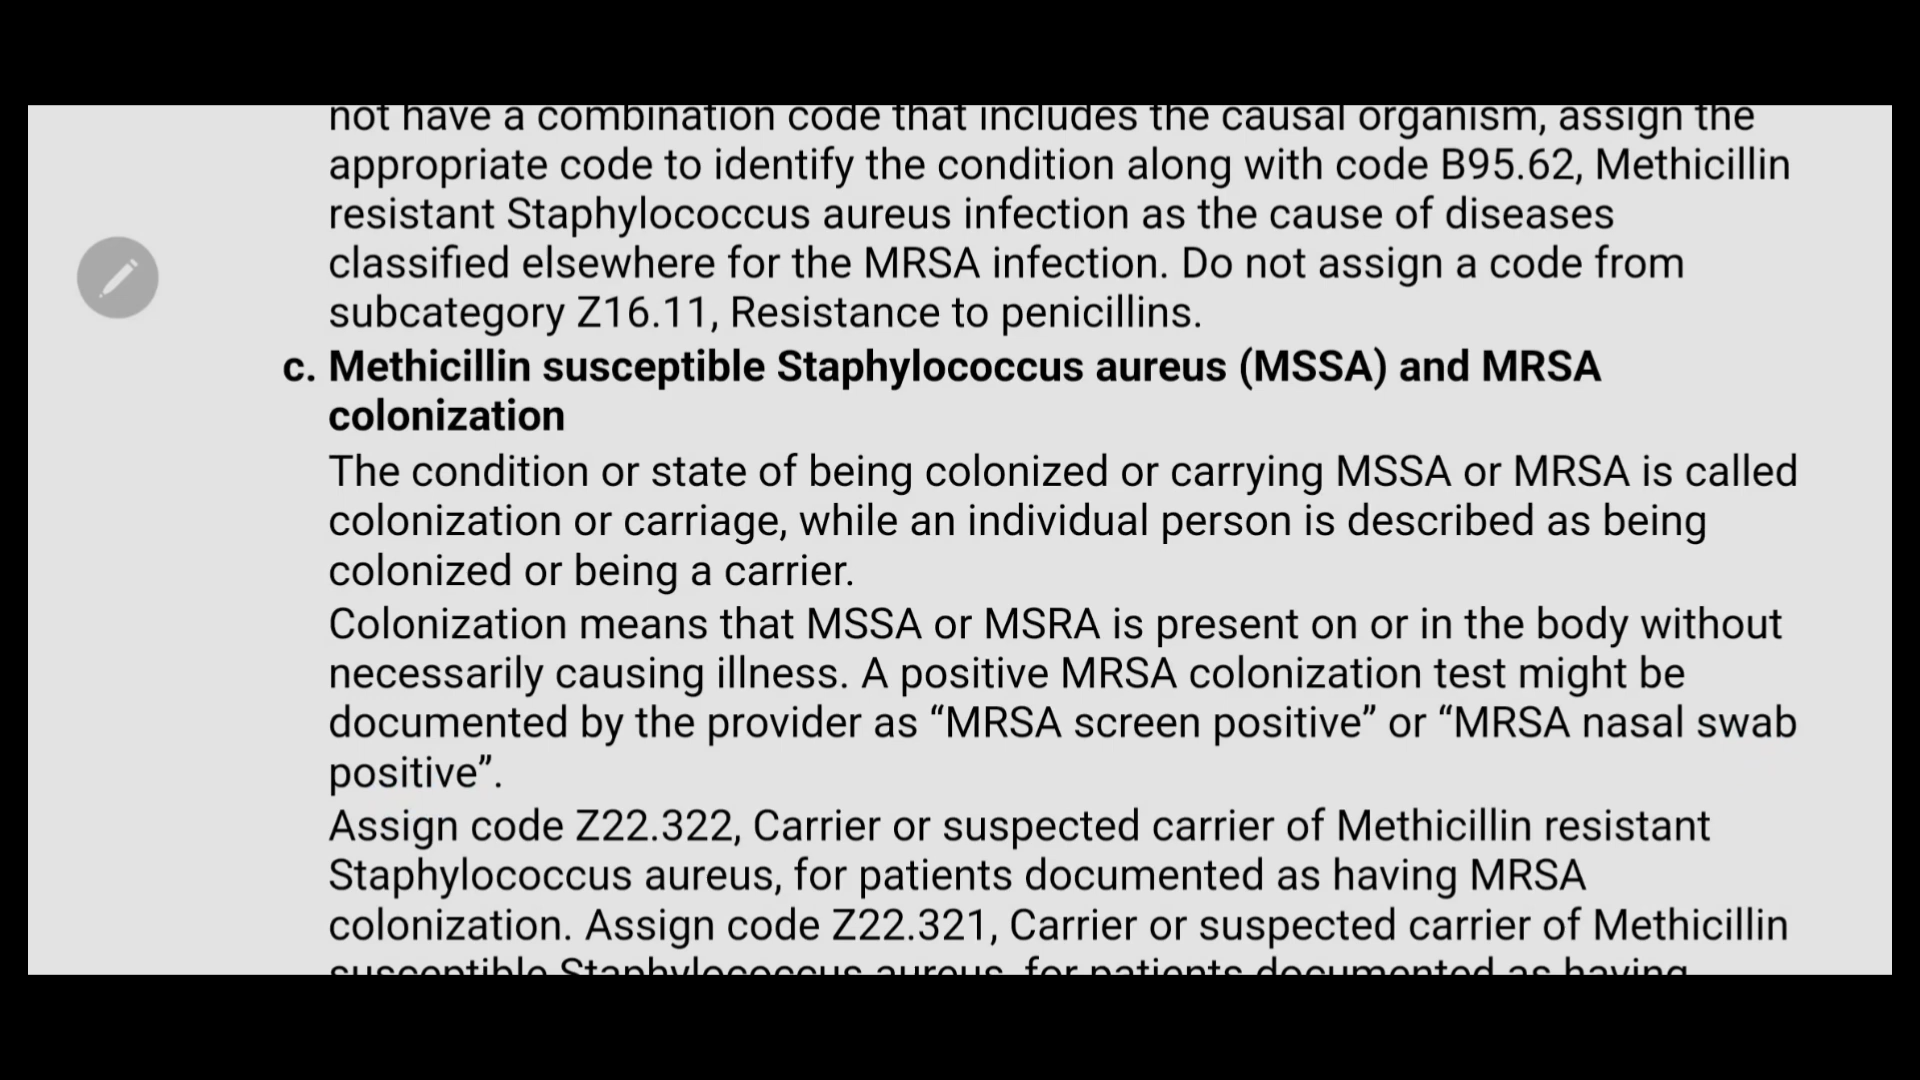 not have a combination code that includes the causal organism, assign the
appropriate code to identify the condition along with code B95.62, Methicillin
resistant Staphylococcus aureus infection as the cause of diseases
classified elsewhere for the MRSA infection. Do not assign a code from
subcategory Z16.11, Resistance to penicillins.
c. Methicillin susceptible Staphylococcus aureus (MSSA) and MRSA
colonization
The condition or state of being colonized or carrying MSSA or MRSA is called
colonization or carriage, while an individual person is described as being
colonized or being a carrier.
Colonization means that MSSA or MSRA is present on or in the body without
necessarily causing illness. A positive MRSA colonization test might be
documented by the provider as “MRSA screen positive” or “MRSA nasal swab
positive”.
Assign code Z22.322, Carrier or suspected carrier of Methicillin resistant
Staphylococcus aureus, for patients documented as having MRSA
colonization. Assign code Z22.321, Carrier or suspected carrier of Methicillin
susceptible Staphylococcus aureus, for patients documented as having